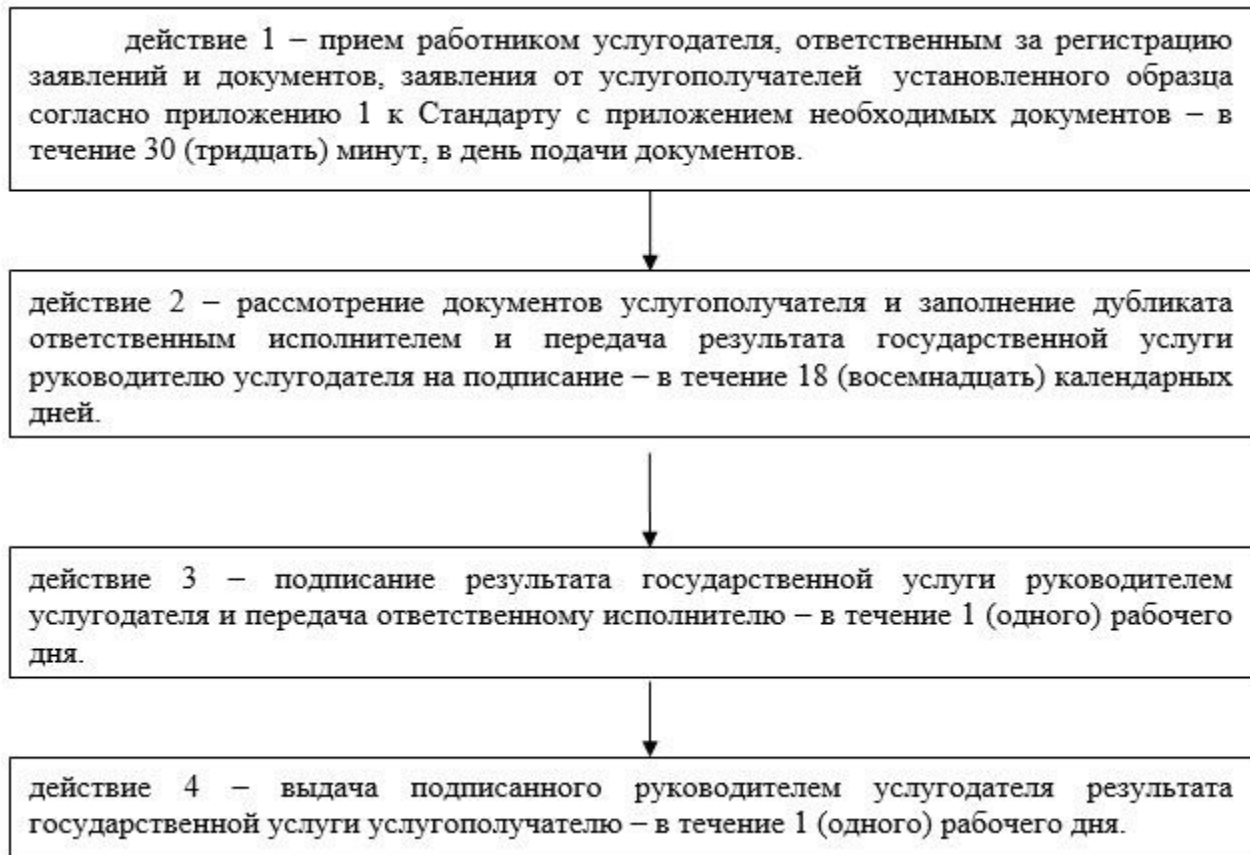 действие 1 – прием работником услугодателя, ответственным за регистрацию
заявлений и документов, заявления от услугополучателей установленного образца
согласно приложению 1 к Стандарту с приложением необходимых документов – в
течение 30 (тридцать) минут, в день подачи документов.
действие 2 – рассмотрение документов услугополучателя и заполнение дубликата
ответственным исполнителем и передача результата государственной услуги
руководителю услугодателя на подписание – в течение 18 (восемнадцать) календарных
дней.
действие 3 – подписание результата государственной услуги руководителем
услугодателя и передача ответственному исполнителю – в течение 1 (одного) рабочего
дня.
действие 4 – выдача подписанного руководителем услугодателя результата
государственной услуги услугополучателю – в течение 1 (одного) рабочего дня.